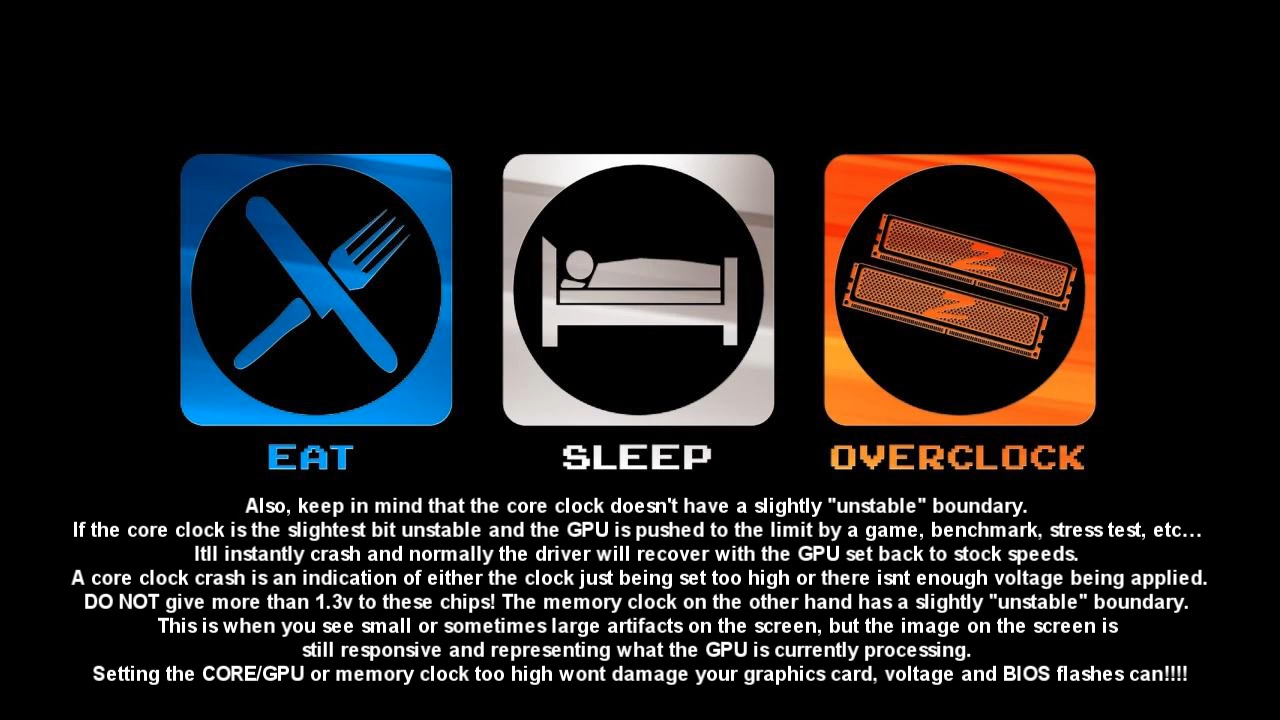 EAT SLEEP OVERCLOCK
Also, keep in mind that the core clock doesn't have a slightly "unstable" boundary.
If the core clock is the slightest bit unstable and the GPU is pushed to the limit by a game, benchmark, stress test, etc...
Itll instantly crash and normally the driver will recover with the GPU set back to stock speeds.
A core clock crash is an indication of either the clock just being set too high or there isnt enough voltage being applied.
DO NOT give more than 1.3v to these chips! The memory clock on the other hand has a slightly "unstable" boundary.
This is when you see small or sometimes large artifacts on the screen, but the image on the screen is
still responsive and representing what the GPU is currently processing.
Setting the CORE/GPU or memory clock too high wont damage your graphics card, voltage and BIOS flashes can!!!!